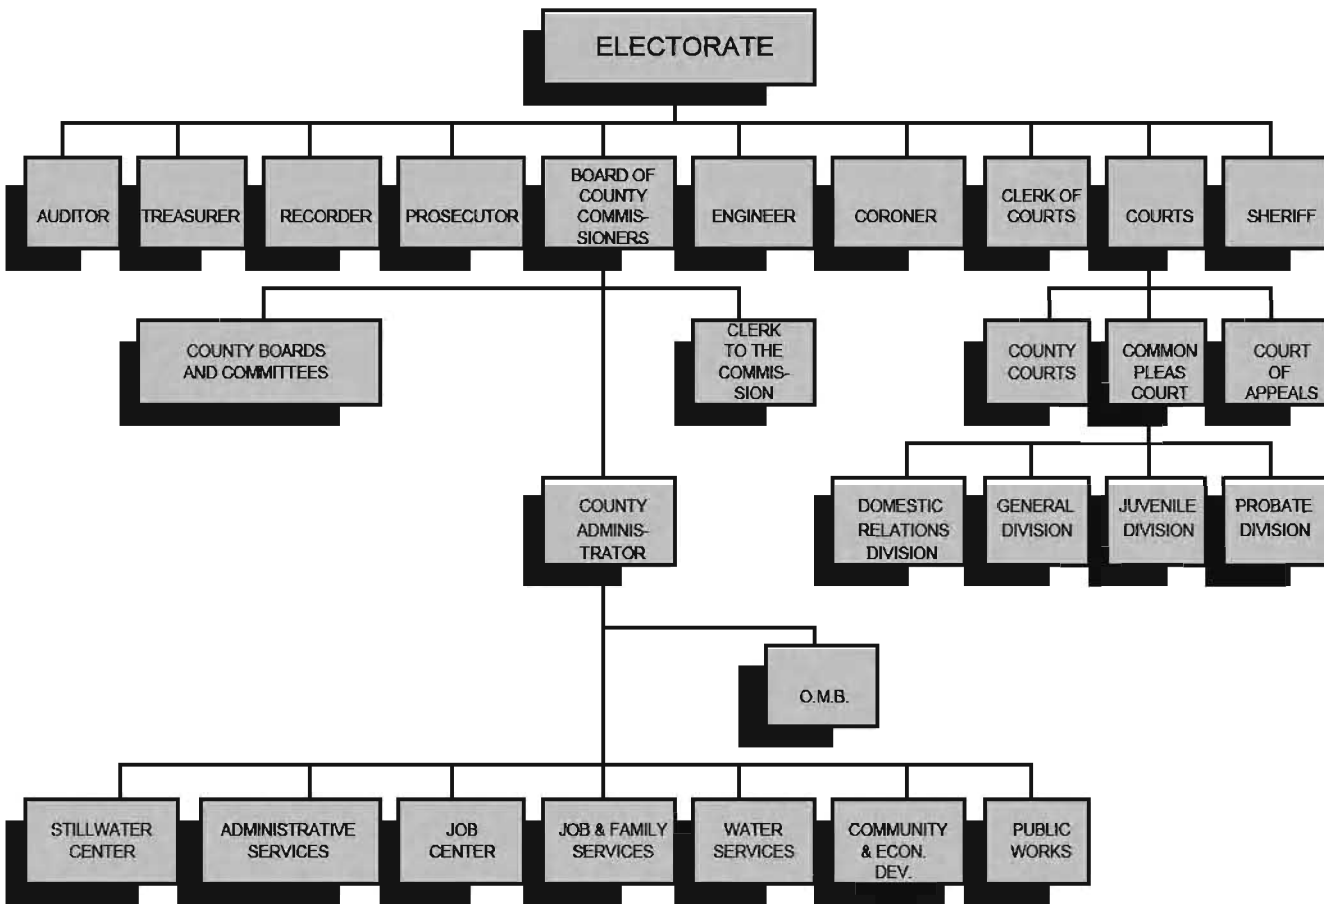 ELECTORATE
AUDITOR
TREASURER
RECORDER
PROSECUTOR
BOARD OF
COUNTY
COMMIS-
SIONERS
ENGINEER
CORONER
CLERK OF
COURTS
COURTS
SHERIFF
COUNTY BOARDS
AND COMMITTEES
CLERK
TO THE
COMMIS-
SION
COUNTY
COURTS
COMMON
PLEAS
COURT
COURT
OF
APPEALS
COUNTY
ADMINIS-
TRATOR
DOMESTIC
RELATIONS
DIVISION
GENERAL
DIVISION
JUVENILE
DIVISION
PROBATE
DIVISION
O.M.B.
STILLWATER
CENTER
ADMINISTRATIVE
SERVICES
JOB
CENTER
JOB & FAMILY
SERVICES
WATER
SERVICES
COMMUNITY
& ECON.
DEV.
PUBLIC
WORKS